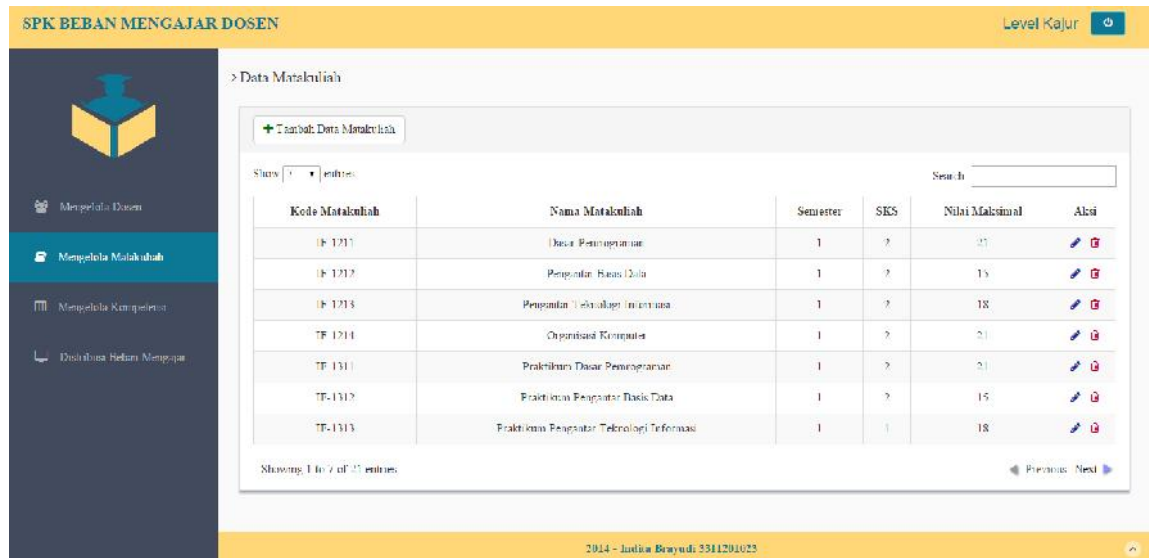 SPK BEBAN MENGAJAR DOSEN
Level Kajur
> Data Matakuliah
Tambah Data Matakuliah
Show 7 entries
Search
Mengelola Dosen
Mengelola Matakuliah
Mengelola Kompetensi
Distribusi Beban Mengajar
Kode Matakuliah Nama Matakuliah Semester SKS Nilai Maksimal Aksi
IF-1211 Dasar Pemrograman 1 2 21
IF-1212 Pengantar Basis Data 1 2 15
IF-1213 Pengantar Teknologi Informasi 1 2 18
IF-1214 Organisasi Komputer 1 2 21
IF-1311 Praktikum Dasar Pemrograman 1 2 21
IF-1312 Praktikum Pengantar Basis Data 1 2 15
IF-1313 Praktikum Pengantar Teknologi Informasi 1 1 18
Showing 1 to 7 of 21 entries
Previous Next
2014 - Indira Brayudi 3311201023